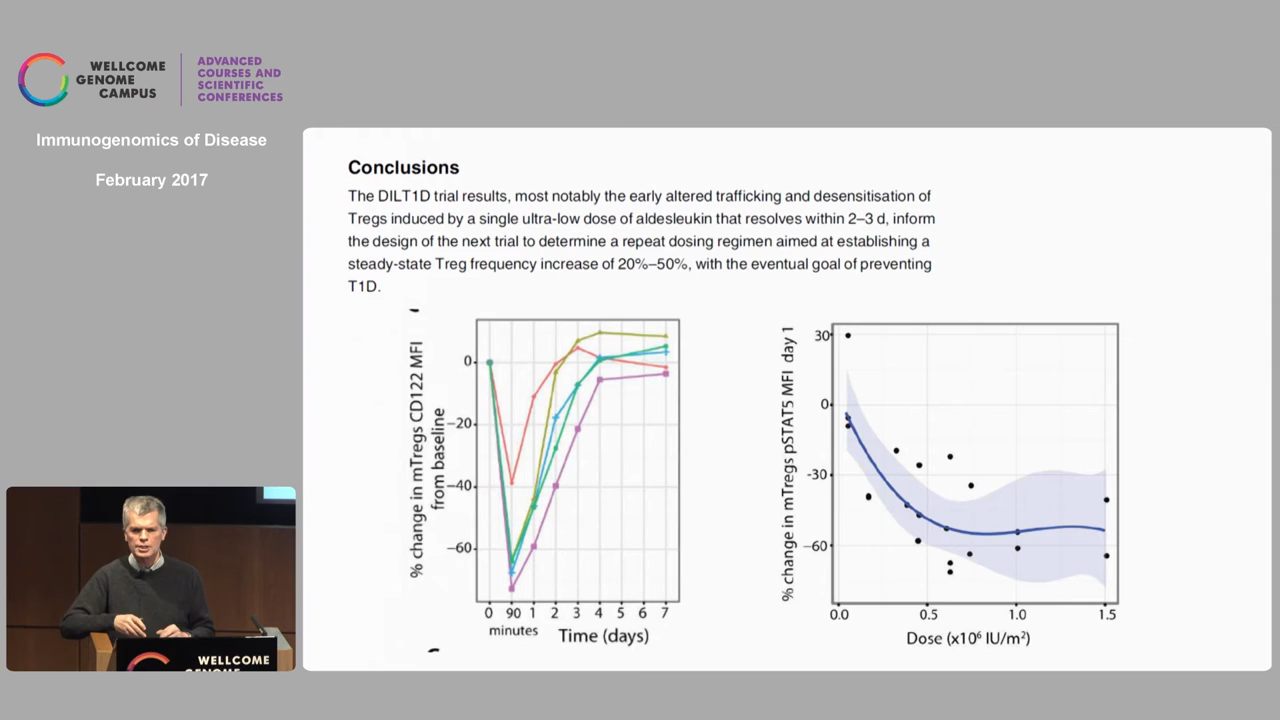 WELLCOME
GENOME
CAMPUS
ADVANCED
COURSES AND
SCIENTIFIC
CONFERENCES
Immunogenomics of Disease
February 2017
Conclusions
The DILT1D trial results, most notably the early altered trafficking and desensitisation of
Tregs induced by a single ultra-low dose of aldesleukin that resolves within 2–3 d, inform
the design of the next trial to determine a repeat dosing regimen aimed at establishing a
steady-state Treg frequency increase of 20%–50%, with the eventual goal of preventing
T1D.
% change in mTregs CD122 MFI
from baseline
0
−20
−40
−60
0 90 1 2 3 4 5 6 7
minutes Time (days)
% change in mTregs pSTAT5 MFI day 1
30
0
-30
−60
0.0 0.5 1.0 1.5
Dose (x10⁶ IU/m²)
WELLCOME
GENOME